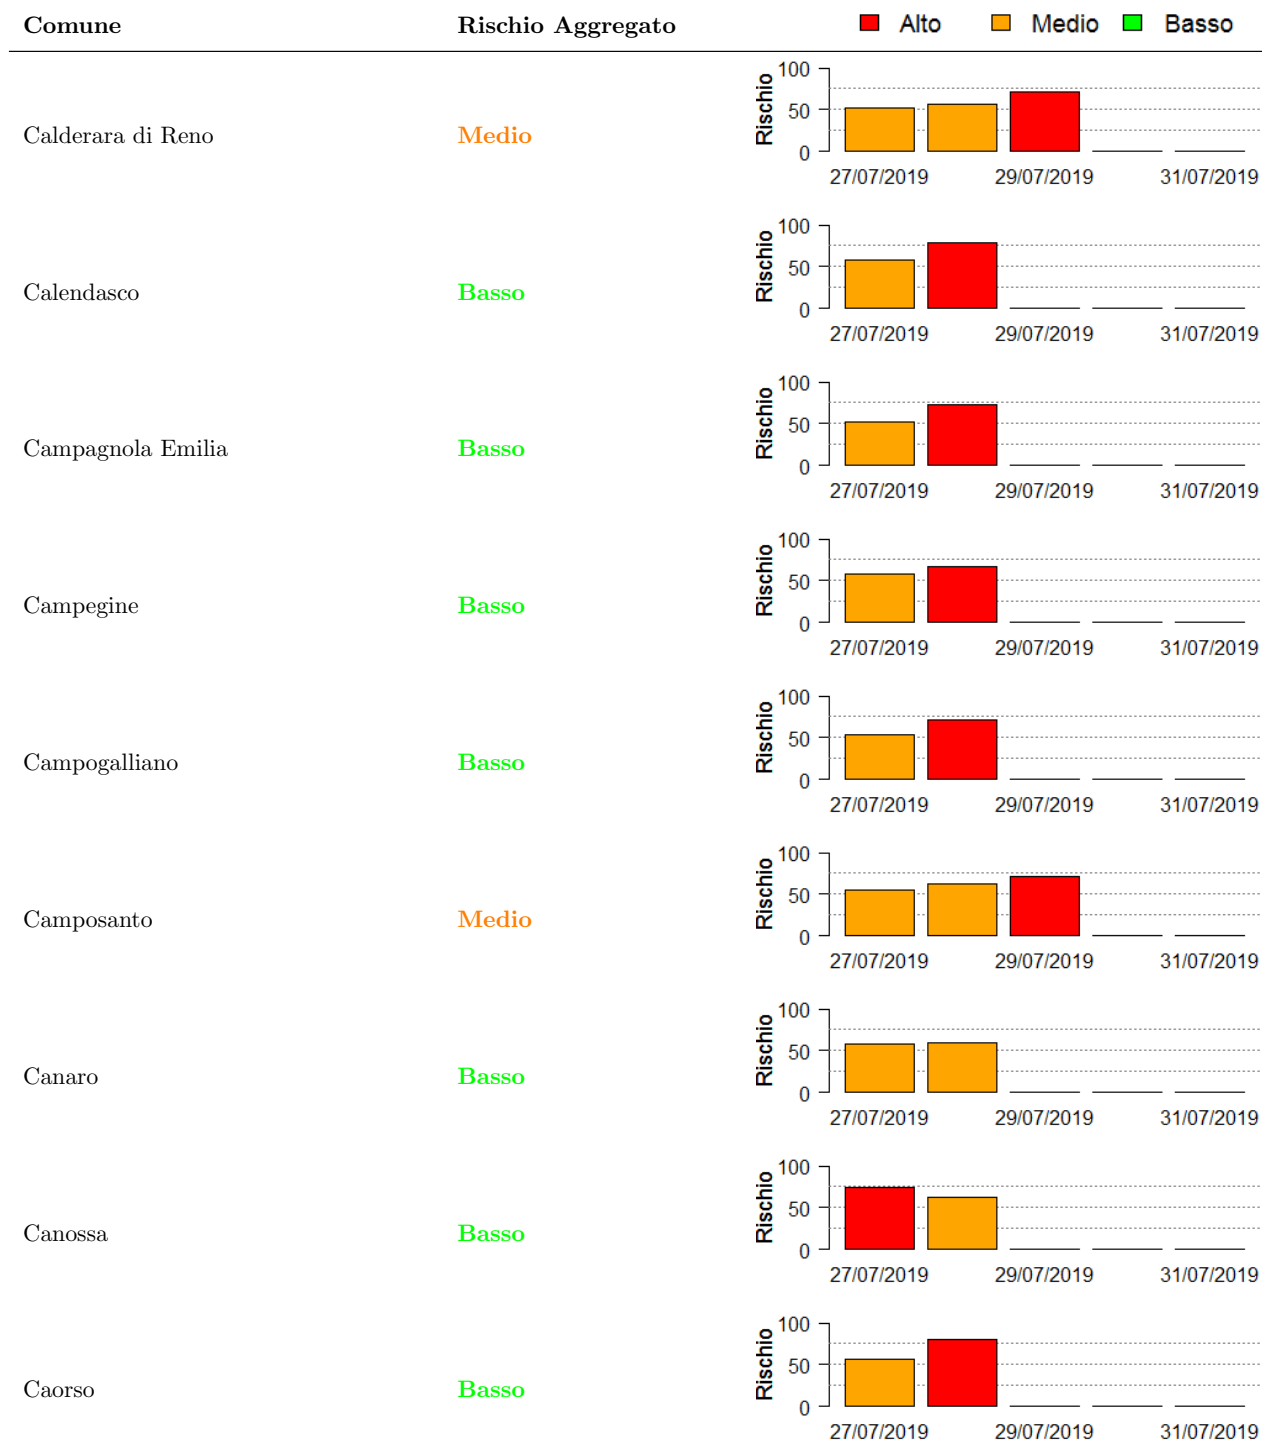 Comune Rischio Aggregato Alto Medio Basso
Calderara di Reno Medio Rischio 100 50 0
27/07/2019 29/07/2019 31/07/2019
Calendasco Basso Rischio 100 50 0
27/07/2019 29/07/2019 31/07/2019
Campagnola Emilia Basso Rischio 100 50 0
27/07/2019 29/07/2019 31/07/2019
Campegine Basso Rischio 100 50 0
27/07/2019 29/07/2019 31/07/2019
Campogalliano Basso Rischio 100 50 0
27/07/2019 29/07/2019 31/07/2019
Camposanto Medio Rischio 100 50 0
27/07/2019 29/07/2019 31/07/2019
Canaro Basso Rischio 100 50 0
27/07/2019 29/07/2019 31/07/2019
Canossa Basso Rischio 100 50 0
27/07/2019 29/07/2019 31/07/2019
Caorso Basso Rischio 100 50 0
27/07/2019 29/07/2019 31/07/2019